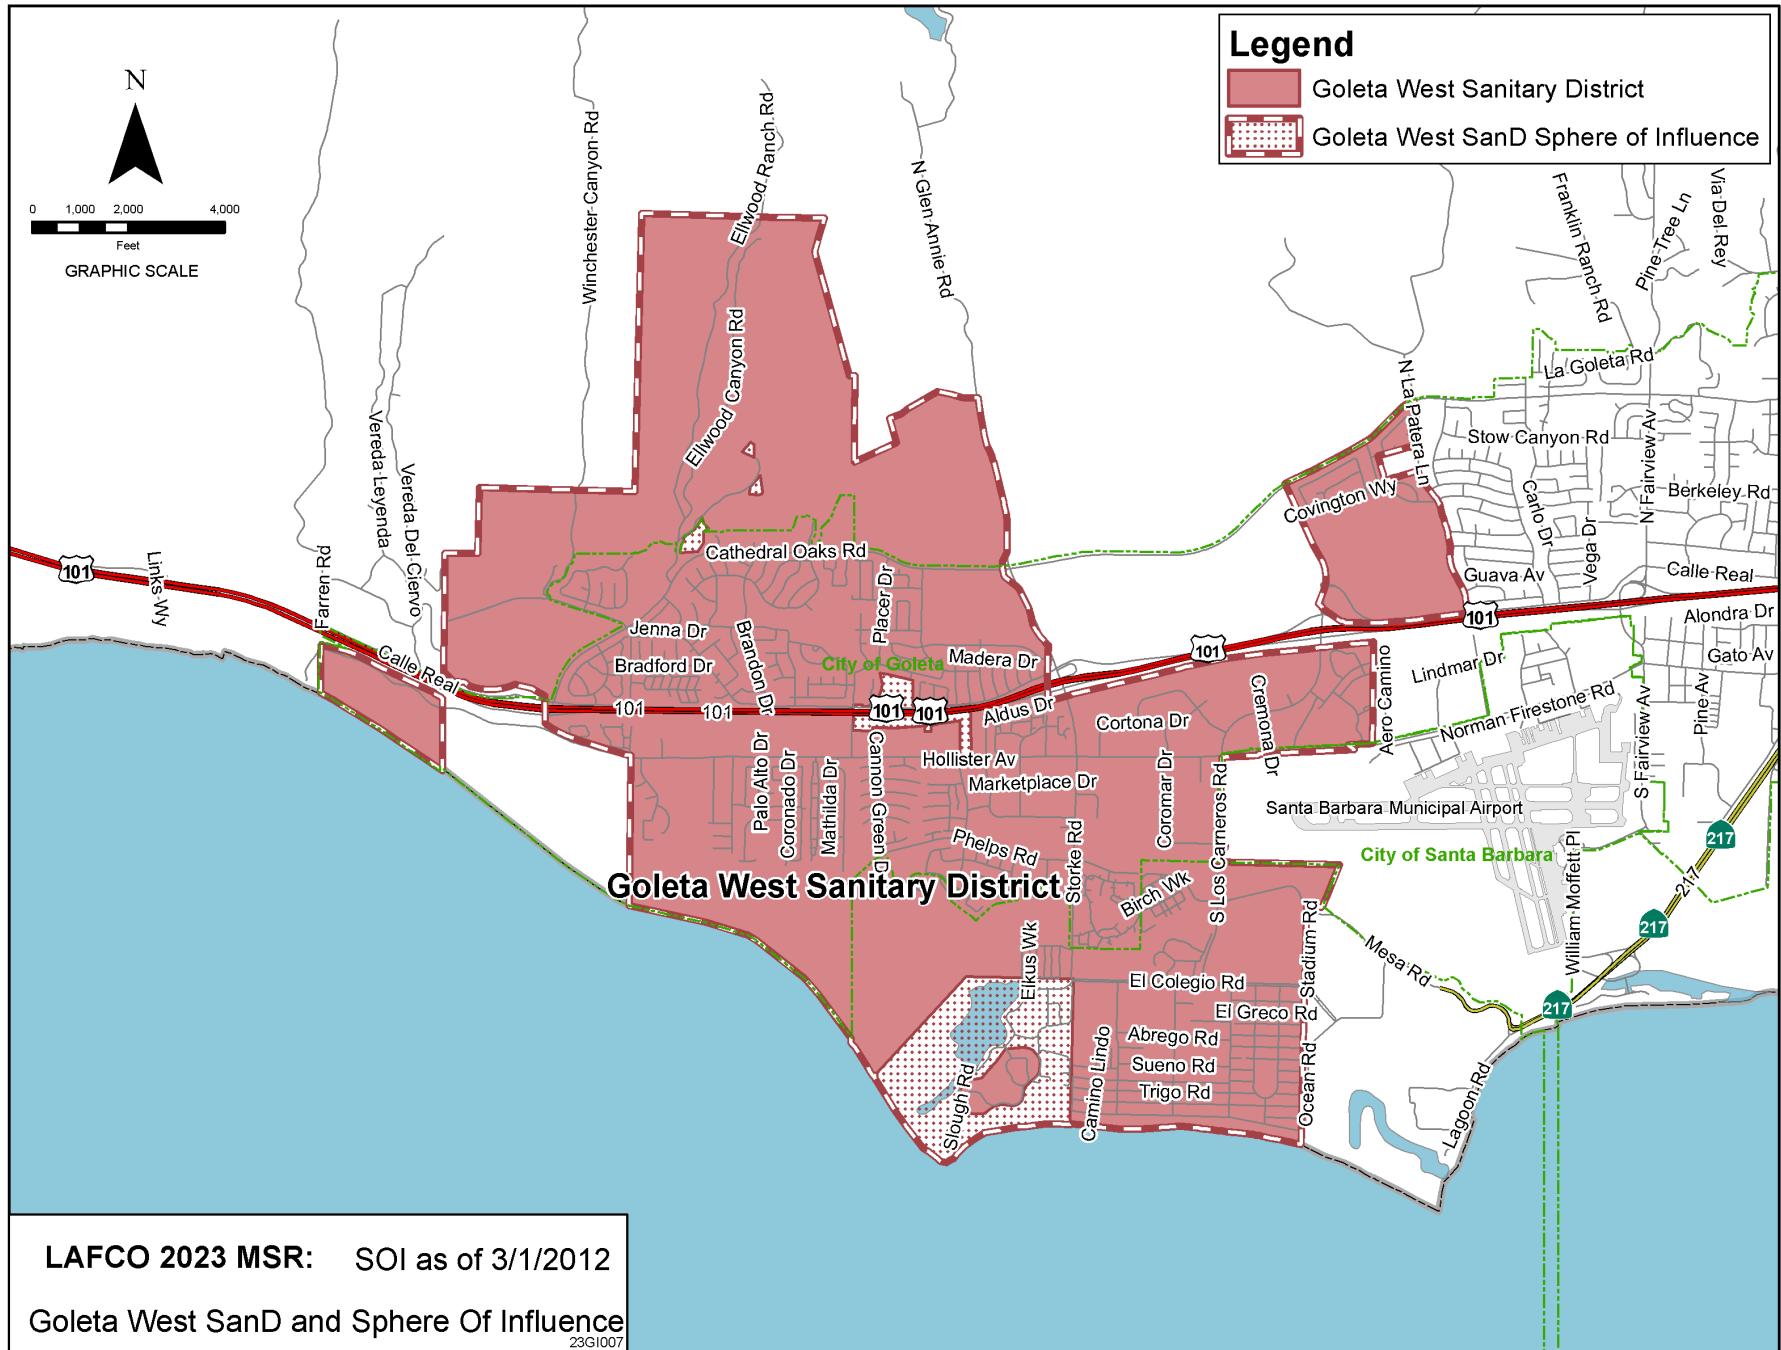 Legend
Goleta West Sanitary District
Goleta West SanD Sphere of Influence
N
0 1,000 2,000 4,000
Feet
GRAPHIC SCALE
Winchester Canyon Rd
Ellwood Ranch Rd
N Glen Annie Rd
Franklin Ranch Rd
Pine Tree Ln
Via Del Rey
Ellwood Canyon Rd
La Goleta Rd
N La Patera Ln
Stow Canyon Rd
N Fairview Av
Berkeley Rd
Covington Wy
Carlo Dr
Vega Dr
Vereda Leyenda
Vereda Del Ciervo
Cathedral Oaks Rd
101
Links Wy
Farren Rd
Guava Av
Calle Real
Placer Dr
101
Alondra Dr
Jenna Dr
Brandon Dr
Bradford Dr
City of Goleta
Madera Dr
101
Lindmar Dr
Gato Av
Calle Real
Aero Camino
Cremona Dr
Norman Firestone Rd
S Fairview Av
Pine Av
101
101
101
101
Aldus Dr
Cortona Dr
Palo Alto Dr
Coronado Dr
Mathilda Dr
Cannon Green Dr
Hollister Av
Marketplace Dr
Coromar Dr
S Los Carneros Rd
Santa Barbara Municipal Airport
217
Phelps Rd
Storke Rd
City of Santa Barbara
William Moffett Pl
217
Goleta West Sanitary District
Birch Wk
217
Elkus Wk
Stadium Rd
Mesa Rd
El Colegio Rd
217
El Greco Rd
Abrego Rd
Sueno Rd
Trigo Rd
Camino Lindo
Ocean Rd
Slough Rd
Lagoon Rd
LAFCO 2023 MSR: SOI as of 3/1/2012
Goleta West SanD and Sphere Of Influence
23GI007